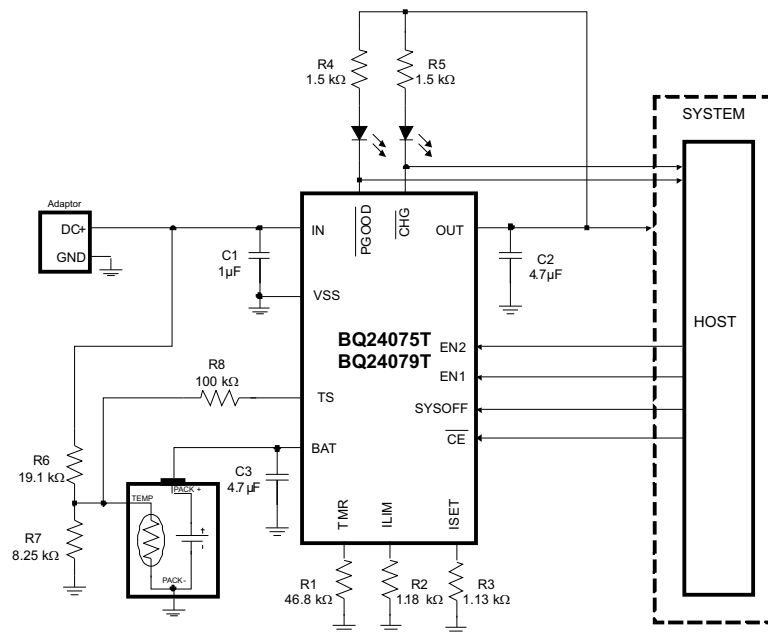 R4
1.5 kΩ
R5
1.5 kΩ
SYSTEM
Adaptor
DC+
GND
C1
1µF
IN
PGOOD
CHG
OUT
C2
4.7µF
VSS
HOST
BQ24075T
BQ24079T
EN2
EN1
SYSOFF
CE
R8
100 kΩ
TS
BAT
R6
19.1 kΩ
C3
4.7µF
TEMP
PACK +
+
-
R7
8.25 kΩ
PACK-
TMR
ILIM
ISET
R1
46.8 kΩ
R2
1.18 kΩ
R3
1.13 kΩ